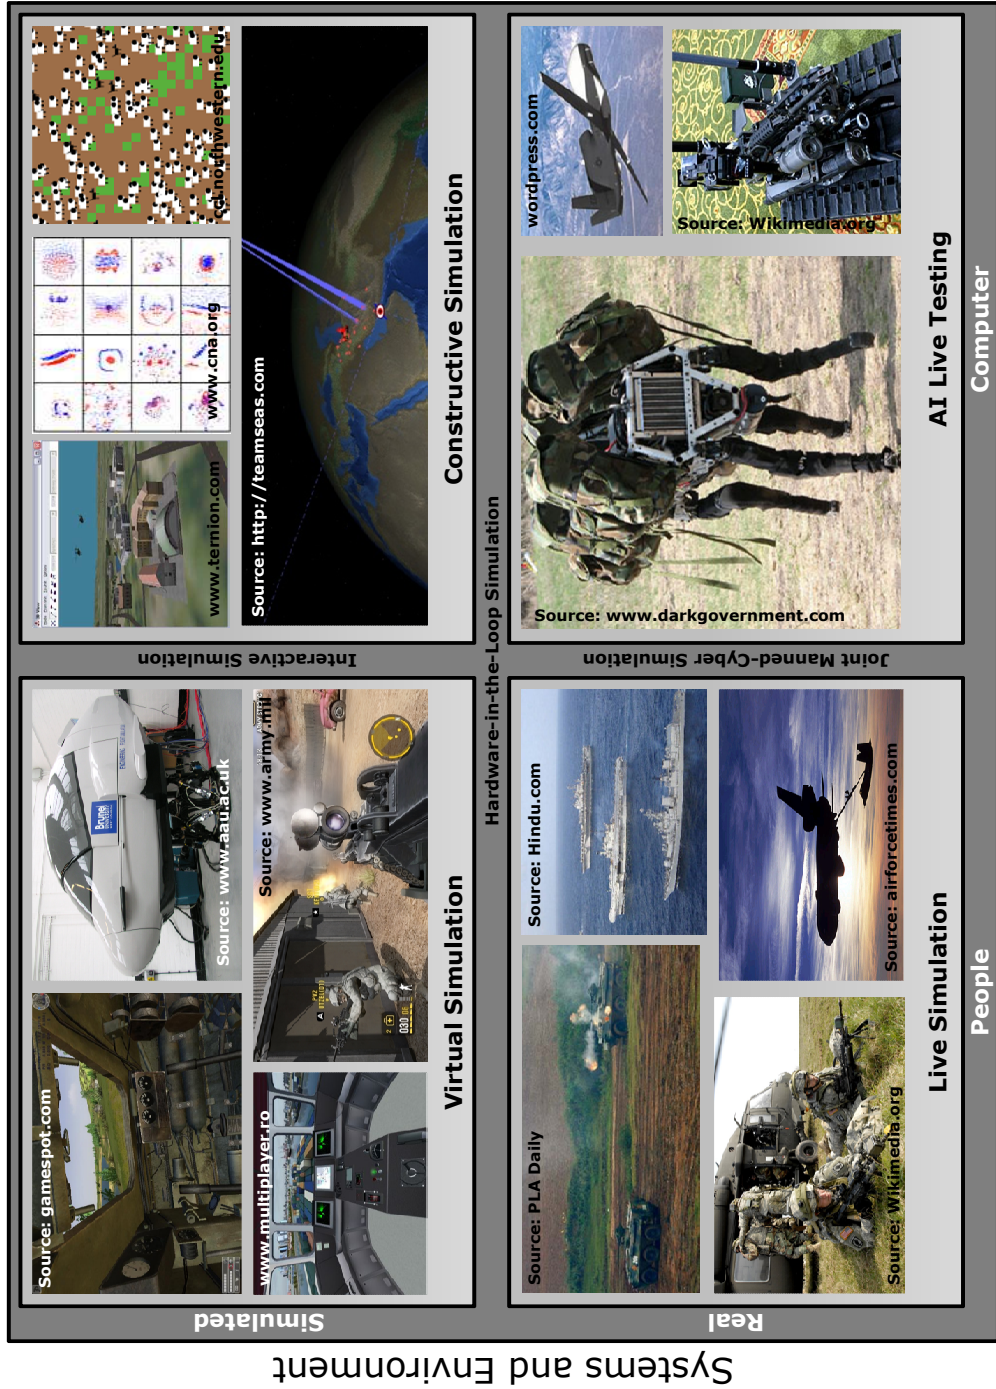 Systems and Environment
Simulated
Source: gamespot.com
www.multiplayer.ro
Brunel
Source: www.aau.ac.uk
Source: www.army.mil
030
Virtual Simulation
Interactive Simulation
www.ternion.com
www.cna.org
ccl.northwestern.edu
Source: http://teamseas.com
Constructive Simulation
Hardware-in-the-Loop Simulation
Real
Source: PLA Daily
Source: Hindu.com
Source: Wikimedia.org
Source: airforcetimes.com
Live Simulation
Joint Manned-Cyber Simulation
Source: www.darkgovernment.com
wordpress.com
Source: Wikimedia.org
AI Live Testing
People
Computer